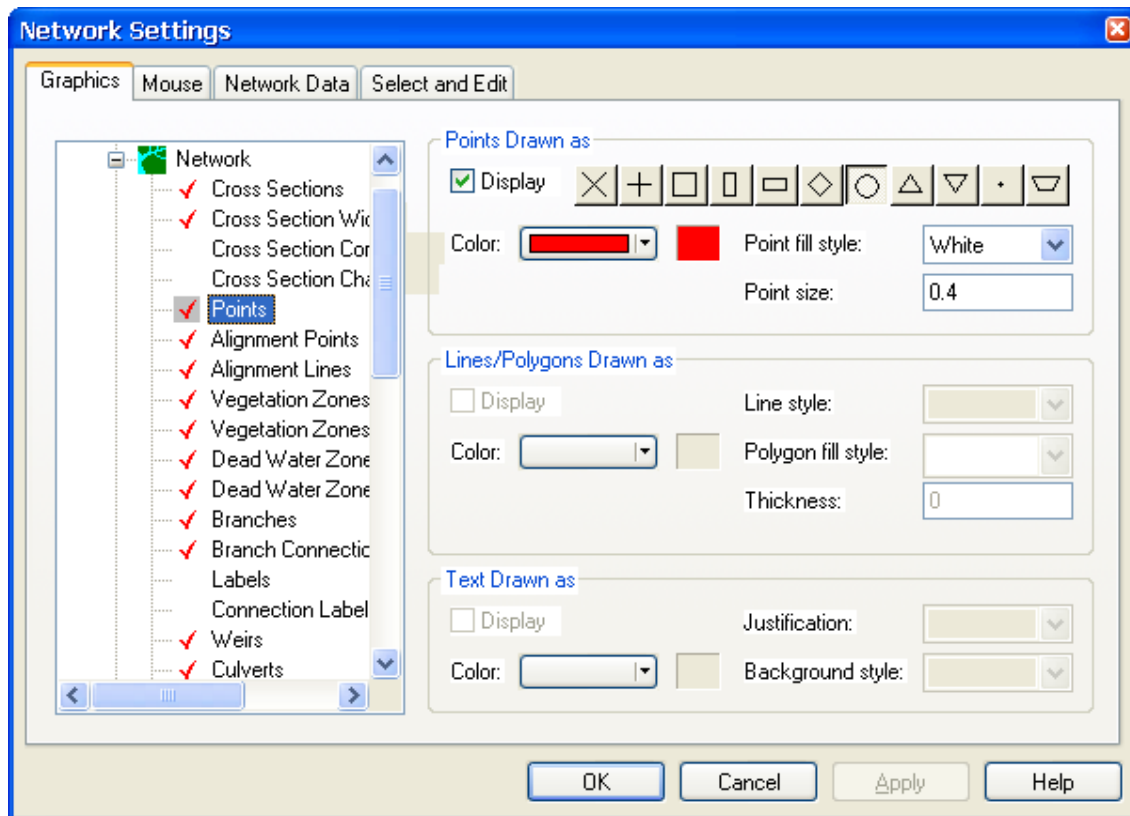 Network Settings
Graphics Mouse Network Data Select and Edit
Network
Cross Sections
Cross Section Wid
Cross Section Cor
Cross Section Cha
Points
Alignment Points
Alignment Lines
Vegetation Zones
Vegetation Zones
Dead Water Zone
Dead Water Zone
Branches
Branch Connectic
Labels
Connection Label
Weirs
Culverts
Points Drawn as
Display
Color: Point fill style: White
Point size: 0.4
Lines/Polygons Drawn as
Display Line style:
Color: Polygon fill style:
Thickness: 0
Text Drawn as
Display Justification:
Color: Background style:
OK Cancel Apply Help